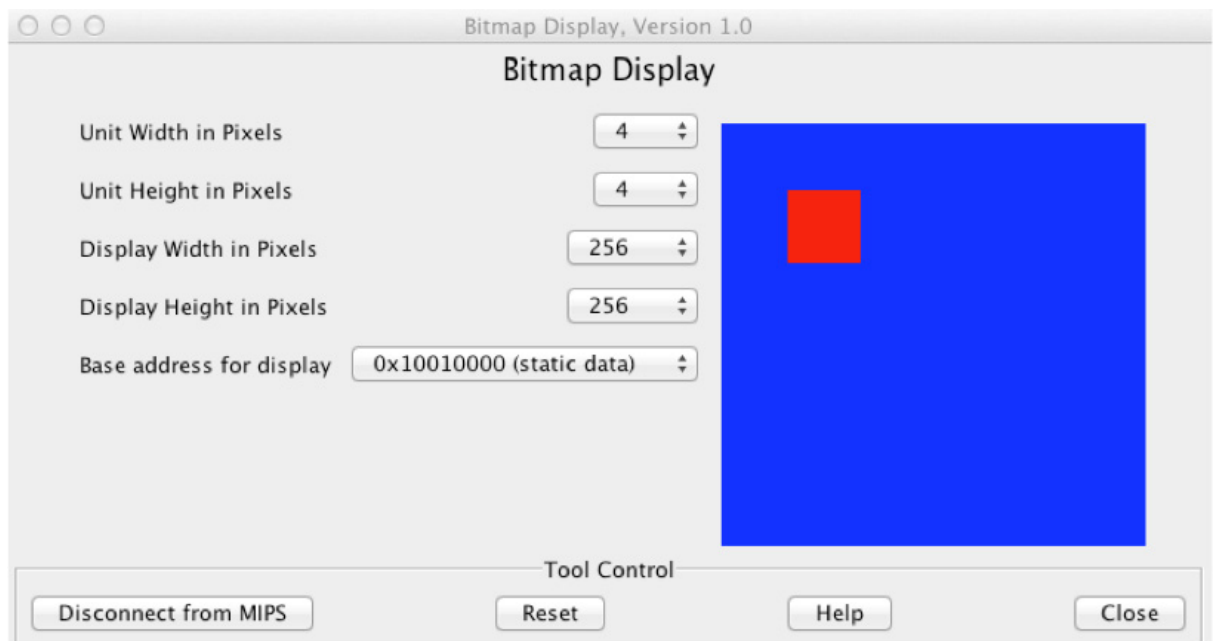 Bitmap Display, Version 1.0
Bitmap Display
Unit Width in Pixels 4
Unit Height in Pixels 4
Display Width in Pixels 256
Display Height in Pixels 256
Base address for display 0x10010000 (static data)
Tool Control
Disconnect from MIPS Reset Help Close